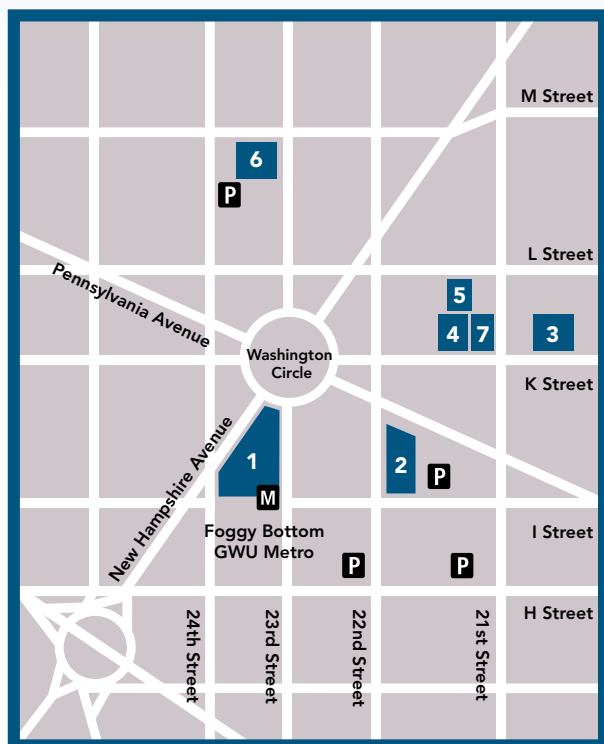 M Street
6
P
L Street
Pennsylvania Avenue
5
4
7
3
Washington
Circle
K Street
New Hampshire Avenue
1
2
P
M
Foggy Bottom
GWU Metro
I Street
P
P
H Street
24th Street
23rd Street
22nd Street
21st Street